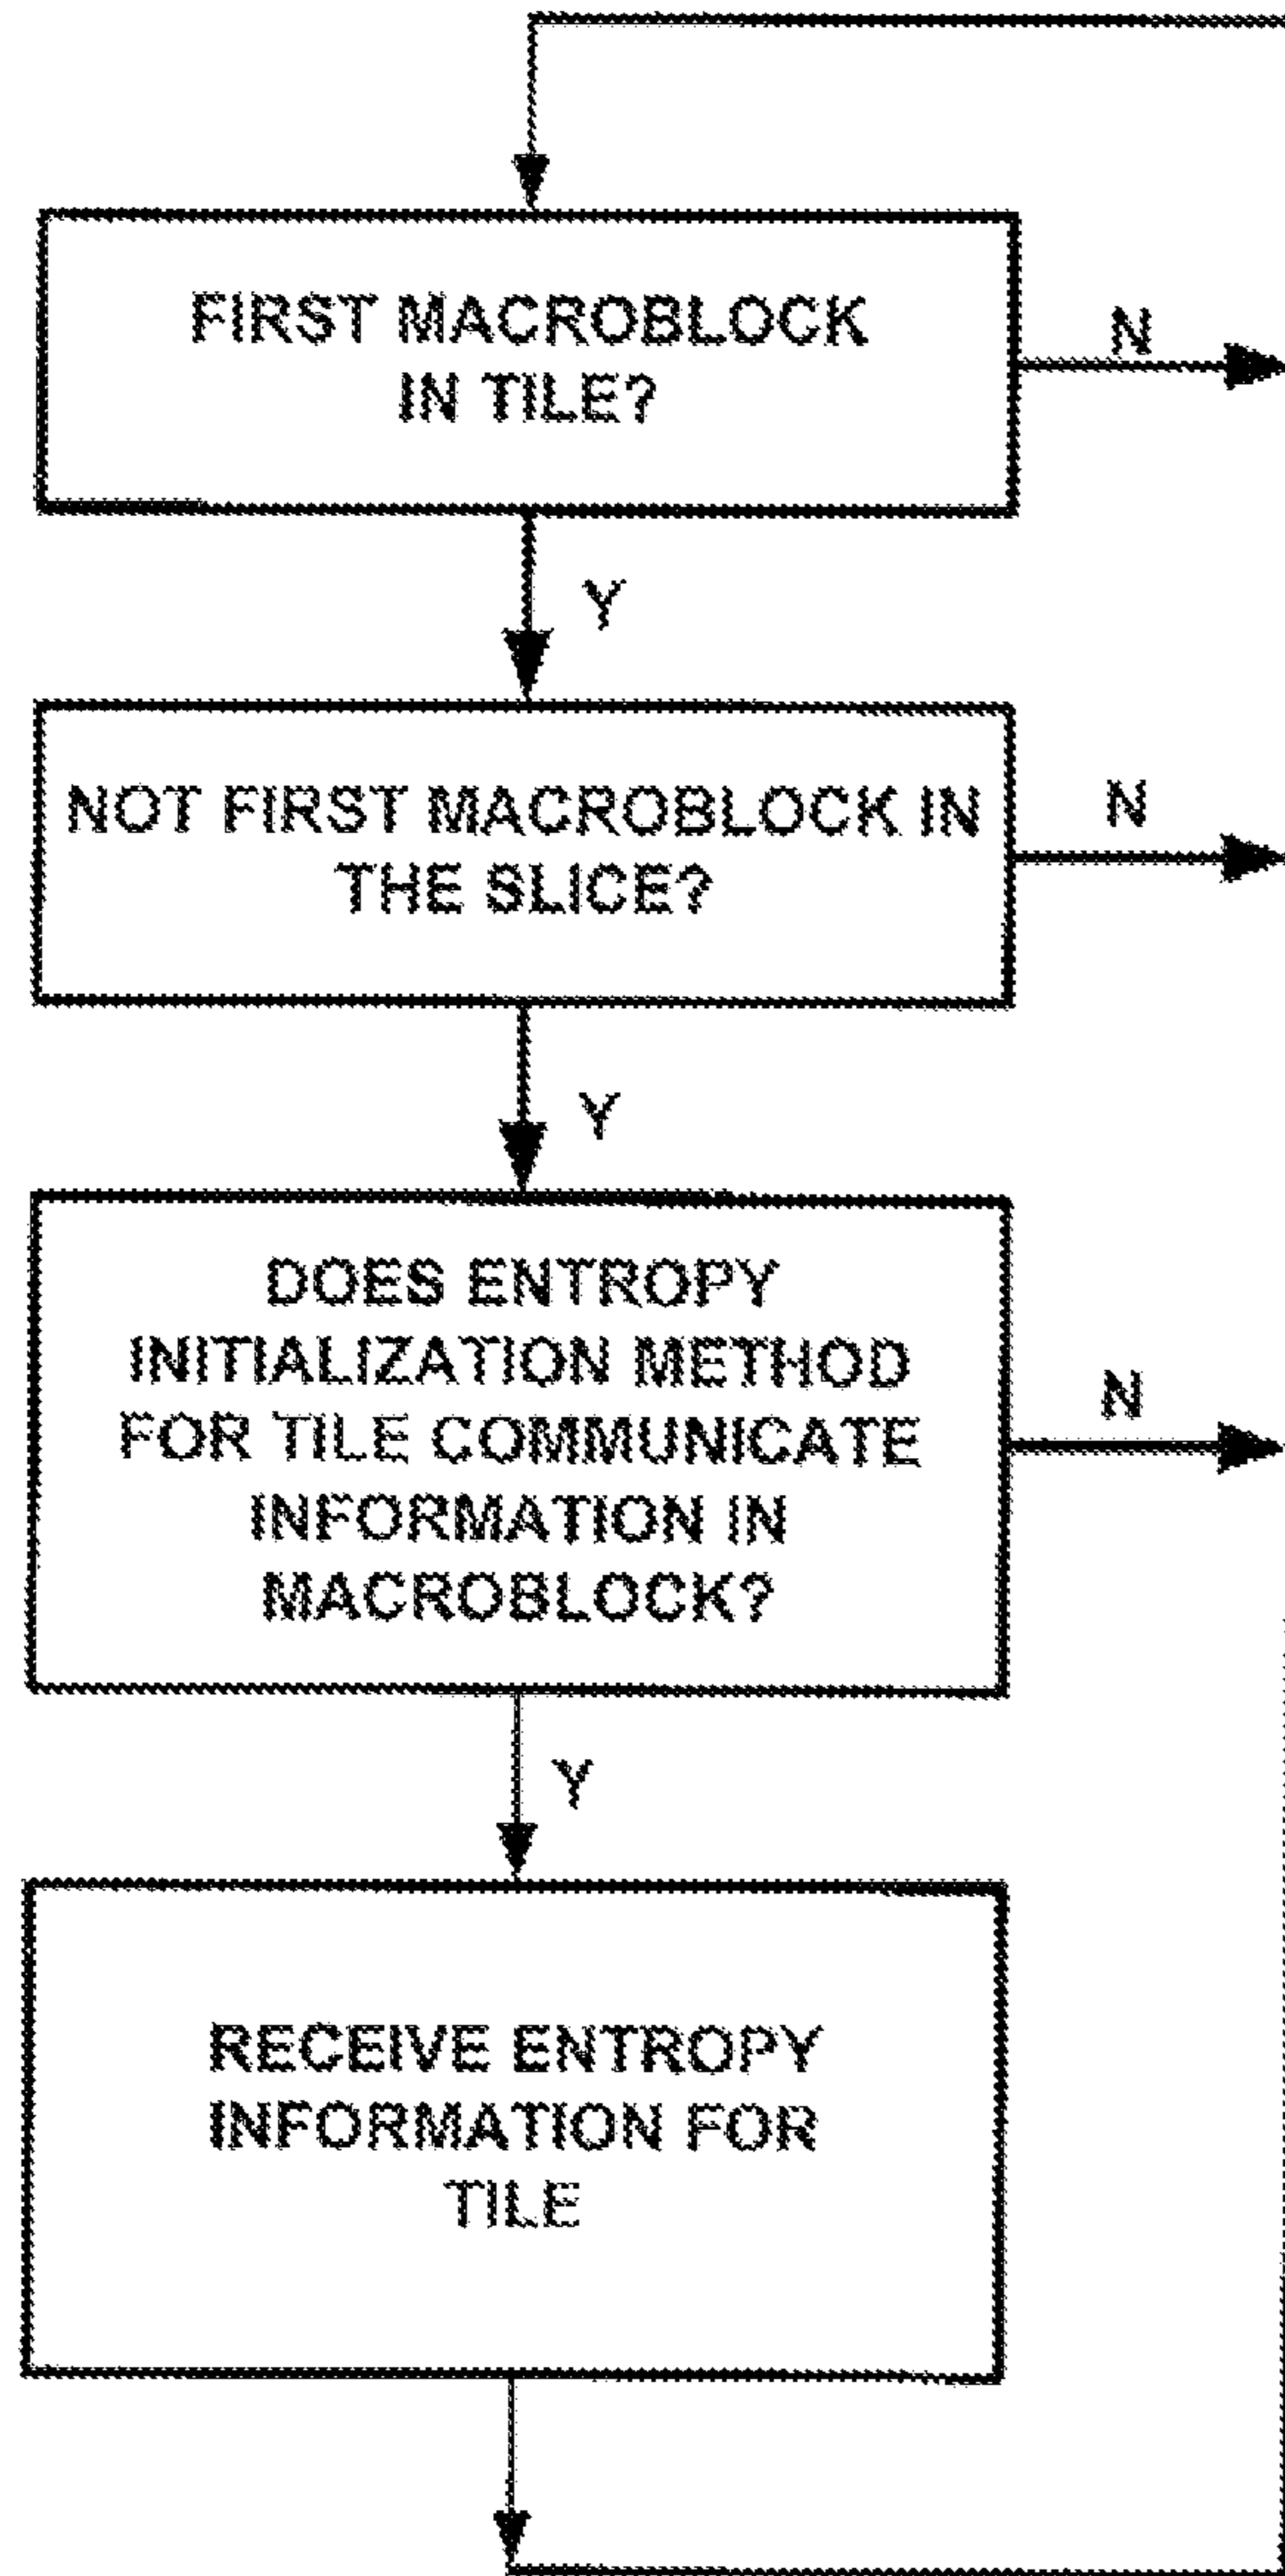 FIRST MACROBLOCK
IN TILE?
N
Y
NOT FIRST MACROBLOCK IN
THE SLICE?
N
Y
DOES ENTROPY
INITIALIZATION METHOD
FOR TILE COMMUNICATE
INFORMATION IN
MACROBLOCK?
N
Y
RECEIVE ENTROPY
INFORMATION FOR
TILE